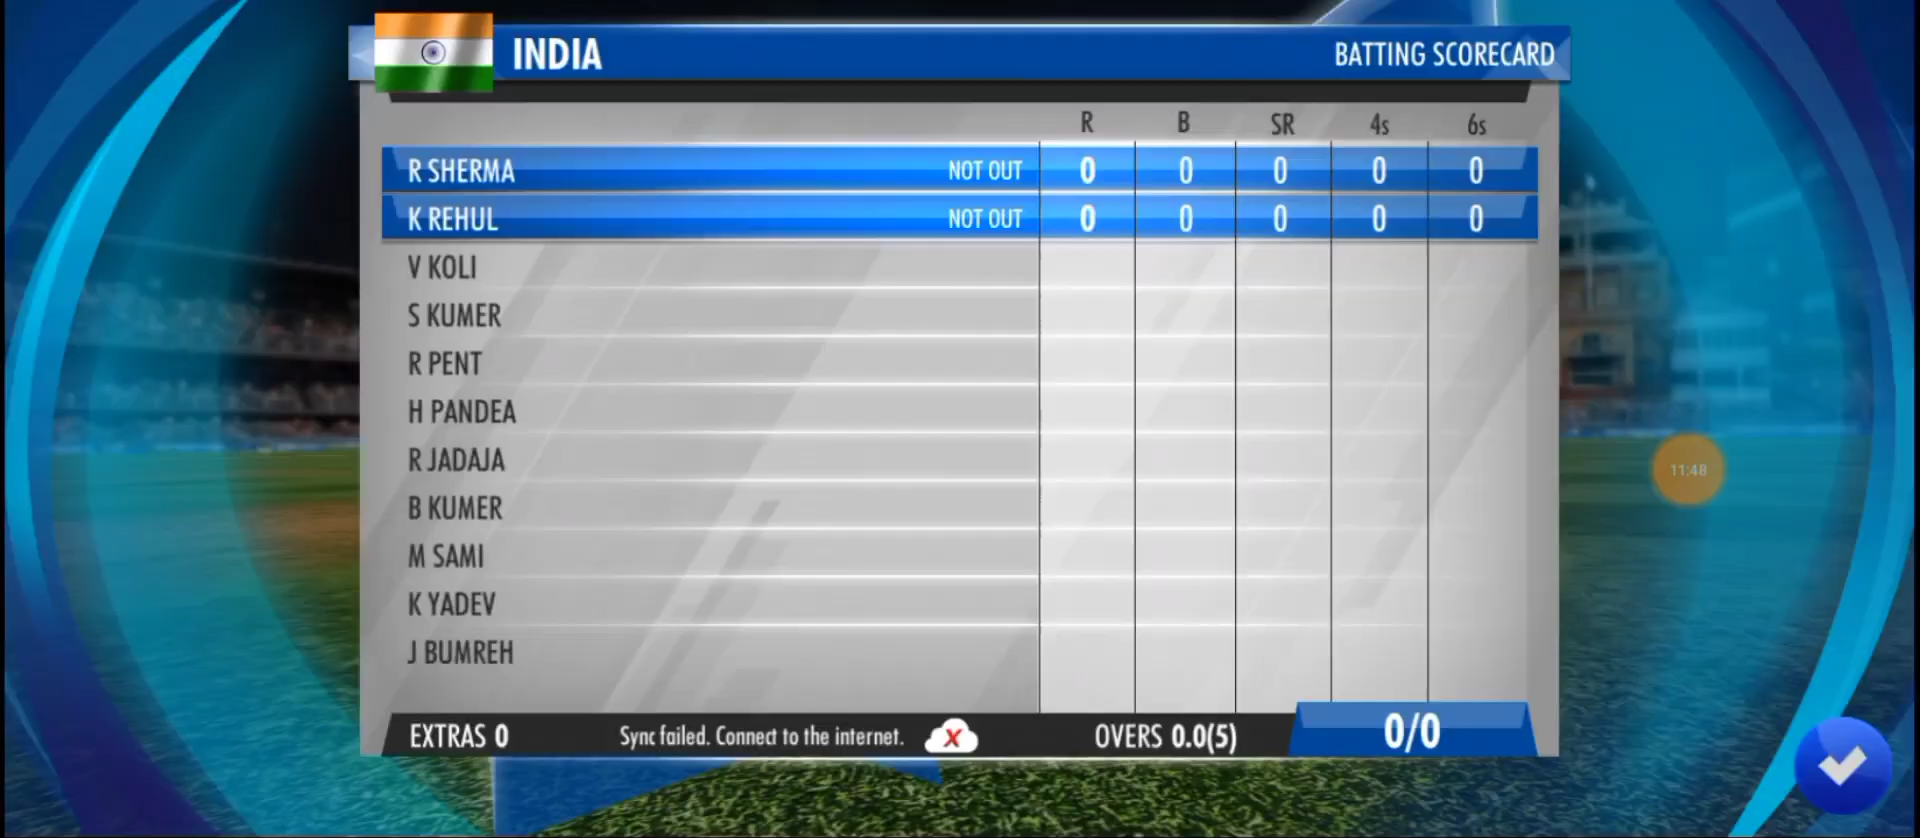 INDIA BATTING SCORECARD
R B SR 4s 6s
R SHERMA NOT OUT 0 0 0 0 0
K REHUL NOT OUT 0 0 0 0 0
V KOLI
S KUMER
R PENT
H PANDEA
R JADAJA
B KUMER
M SAMI
K YADEV
J BUMREH
EXTRAS 0 Sync failed. Connect to the internet. X OVERS 0.0(5) 0/0
11:48